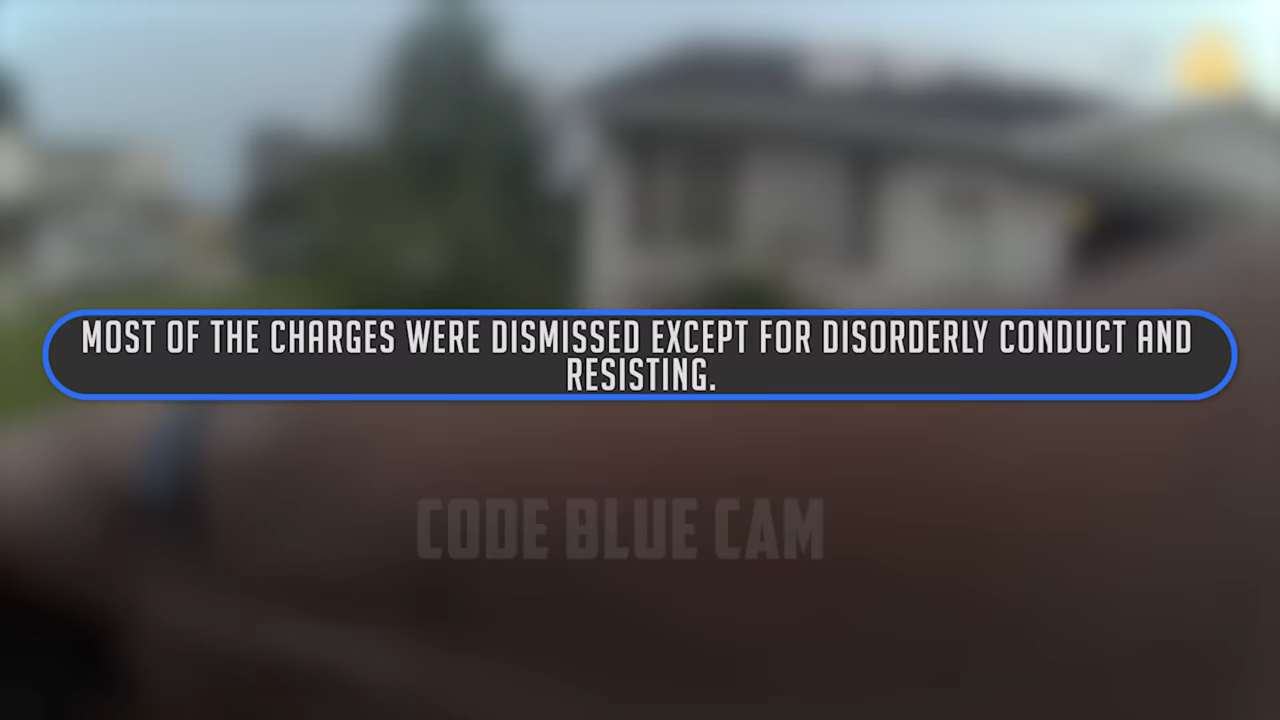 MOST OF THE CHARGES WERE DISMISSED EXCEPT FOR DISORDERLY CONDUCT AND
RESISTING.
CODE BLUE CAM